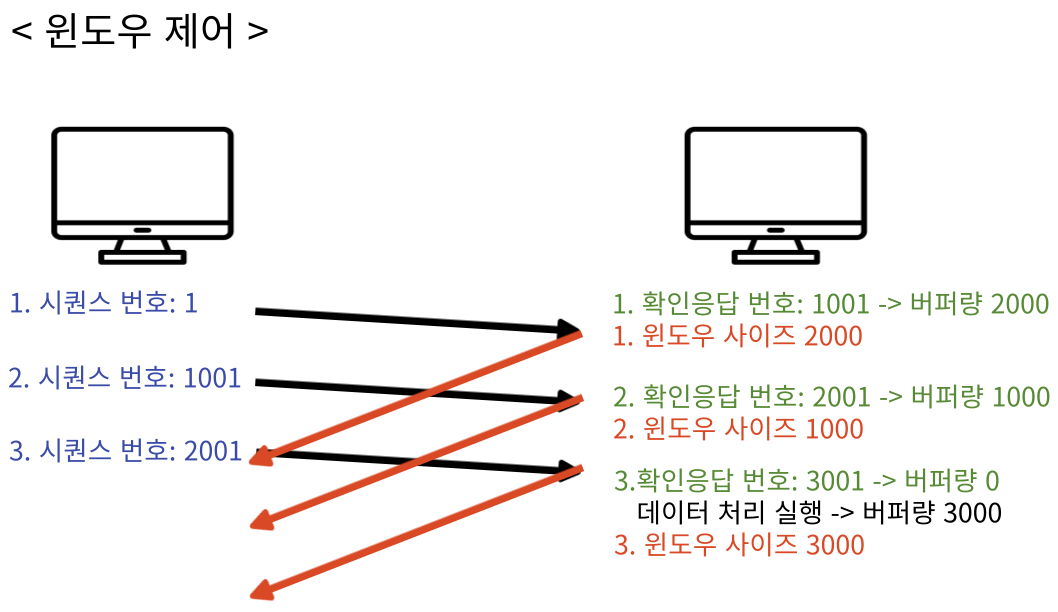 < 윈도우 제어 >
1. 시퀀스 번호: 1
2. 시퀀스 번호: 1001
3. 시퀀스 번호: 2001
1. 확인응답 번호: 1001 -> 버퍼량 2000
1. 윈도우 사이즈 2000
2. 확인응답 번호: 2001 -> 버퍼량 1000
2. 윈도우 사이즈 1000
3.확인응답 번호: 3001 -> 버퍼량 0
데이터 처리 실행 -> 버퍼량 3000
3. 윈도우 사이즈 3000